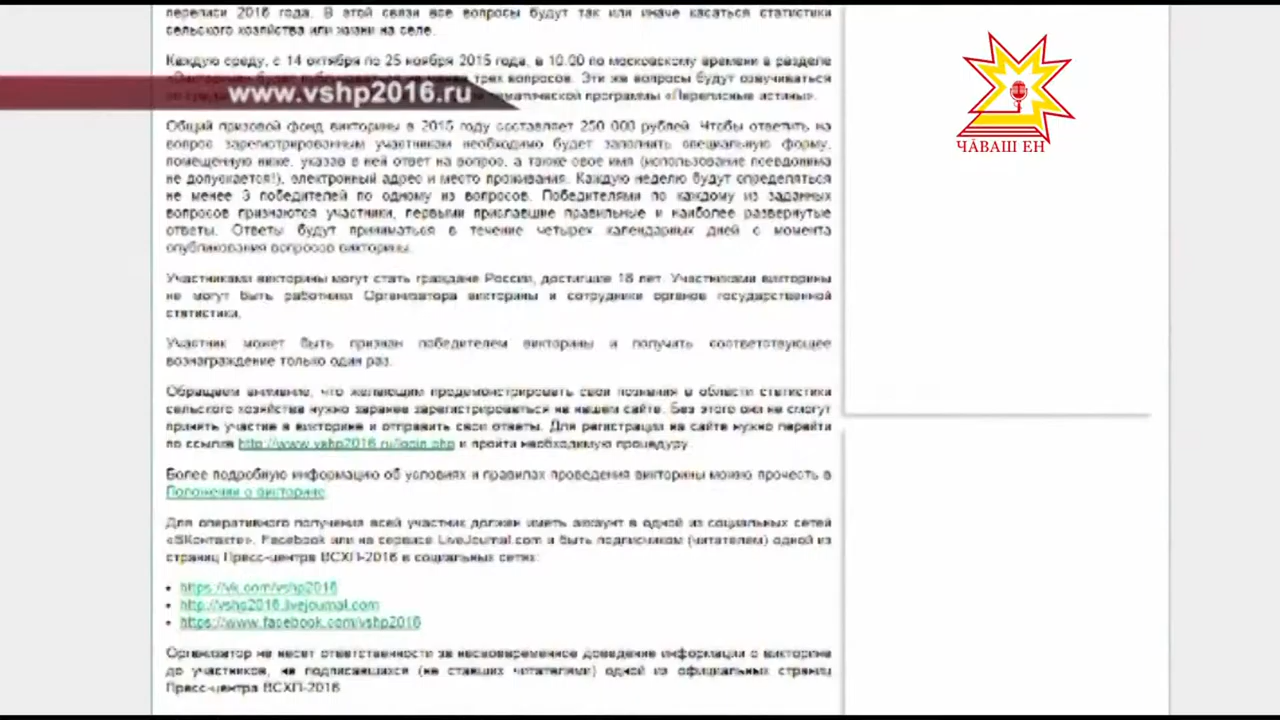 переписи 2016 года. В этой связи все вопросы будут так или иначе касаться статистики
сельского хозяйства или жизни на селе.
Каждую среду, с 14 октября по 25 ноября 2015 года, в 10.00 по московскому времени в разделе
трех вопросов. Эти же вопросы будут озвучиваться
www.vshp2016.ru
тематической программы «Переписные истины».
Общий призовой фонд викторины в 2015 году составляет 250 000 рублей. Чтобы ответить на
вопрос зарегистрированным участникам необходимо будет заполнить специальную форму,
помещенную ниже, указав в ней ответ на вопрос, а также свое имя (использование псевдонима
не допускается!), электронный адрес и место проживания. Каждую неделю будут определяться
не менее 3 победителей по одному из вопросов. Победителями по каждому из заданных
вопросов признаются участники, первыми приславшие правильные и наиболее развернутые
ответы. Ответы будут приниматься в течение четырех календарных дней с момента
опубликования вопросов викторины.
Участниками викторины могут стать граждане России, достигшие 18 лет. Участниками викторины
не могут быть работники Организатора викторины и сотрудники органов государственной
статистики.
Участник может быть признан победителем викторины и получить соответствующее
вознаграждение только один раз.
Обращаем внимание, что желающим продемонстрировать свои познания в области статистики
сельского хозяйства нужно заранее зарегистрироваться на нашем сайте. Без этого они не смогут
принять участие в викторине и отправить свои ответы. Для регистрации на сайте нужно перейти
по ссылке http://www.vshp2016.ru/login.php и пройти необходимую процедуру.
Более подробную информацию об условиях и правилах проведения викторины можно прочесть в
Положении о викторине
Для оперативного получения всей участник должен иметь аккаунт в одной из социальных сетей
«ВКонтакте», Facebook или на сервисе LiveJournal.com и быть подписчиком (читателем) одной из
страниц Пресс-центра ВСХП-2016 в социальных сетях:
• https://vk.com/vshp2016
• http://vshp2016.livejournal.com
• https://www.facebook.com/vshp2016
Организатор не несет ответственности за несвоевременное доведение информации о викторине
до участников, не подписавшихся (не ставших читателями) одной из официальных страниц
Пресс-центра ВСХП-2016
ЧӐВАШ ЕН